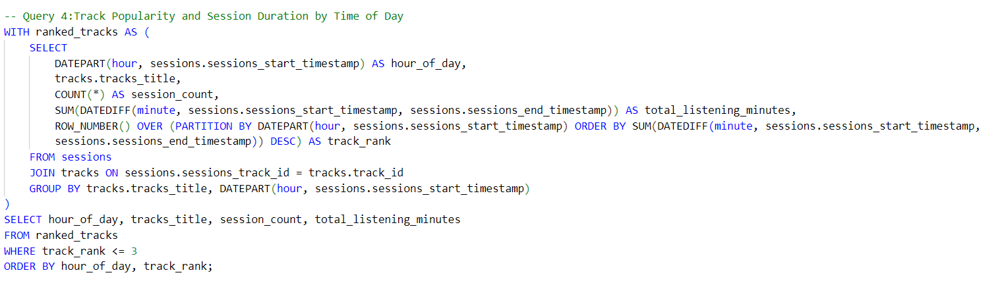 -- Query 4:Track Popularity and Session Duration by Time of Day
WITH ranked_tracks AS (
SELECT
DATEPART(hour, sessions.sessions_start_timestamp) AS hour_of_day,
tracks.tracks_title,
COUNT(*) AS session_count,
SUM(DATEDIFF(minute, sessions.sessions_start_timestamp, sessions.sessions_end_timestamp)) AS total_listening_minutes,
ROW_NUMBER() OVER (PARTITION BY DATEPART(hour, sessions.sessions_start_timestamp) ORDER BY SUM(DATEDIFF(minute, sessions.sessions_start_timestamp,
sessions.sessions_end_timestamp)) DESC) AS track_rank
FROM sessions
JOIN tracks ON sessions.sessions_track_id = tracks.track_id
GROUP BY tracks.tracks_title, DATEPART(hour, sessions.sessions_start_timestamp)
)
SELECT hour_of_day, tracks_title, session_count, total_listening_minutes
FROM ranked_tracks
WHERE track_rank <= 3
ORDER BY hour_of_day, track_rank;